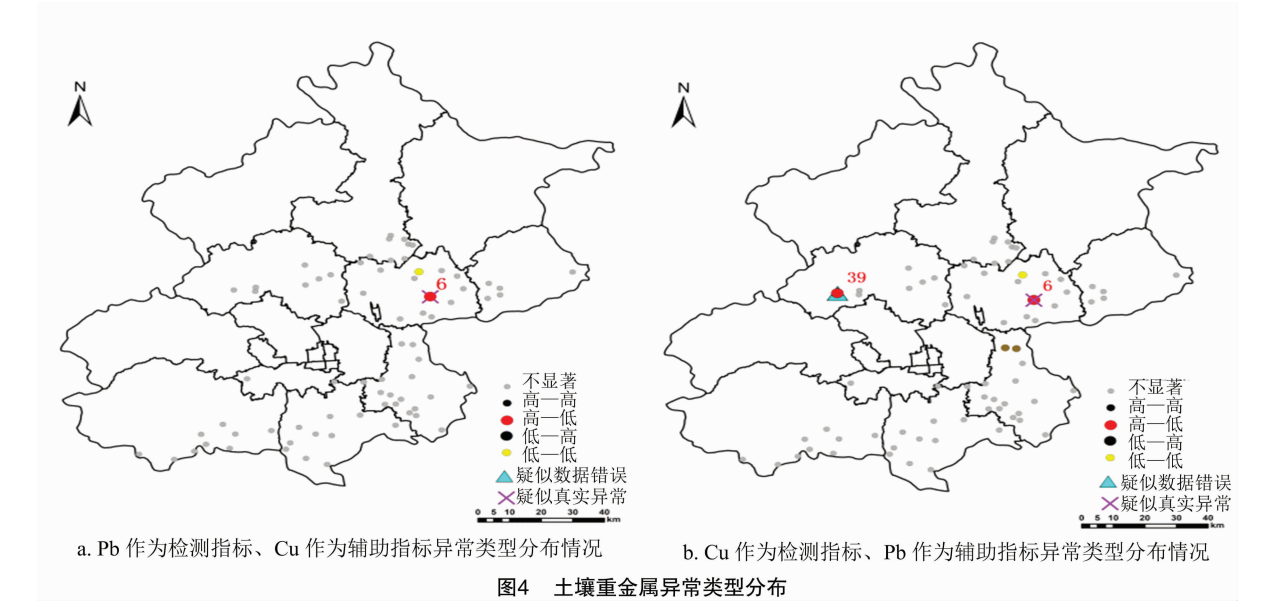 N
6
不显著
高—高
高—低
低—高
低—低
疑似数据错误
疑似真实异常
0 5 10 20 30 40
km
a. Pb 作为检测指标、Cu 作为辅助指标异常类型分布情况
N
39
6
不显著
高—高
高—低
低—高
低—低
疑似数据错误
疑似真实异常
0 5 10 20 30 40
km
b. Cu 作为检测指标、Pb 作为辅助指标异常类型分布情况
图4 土壤重金属异常类型分布